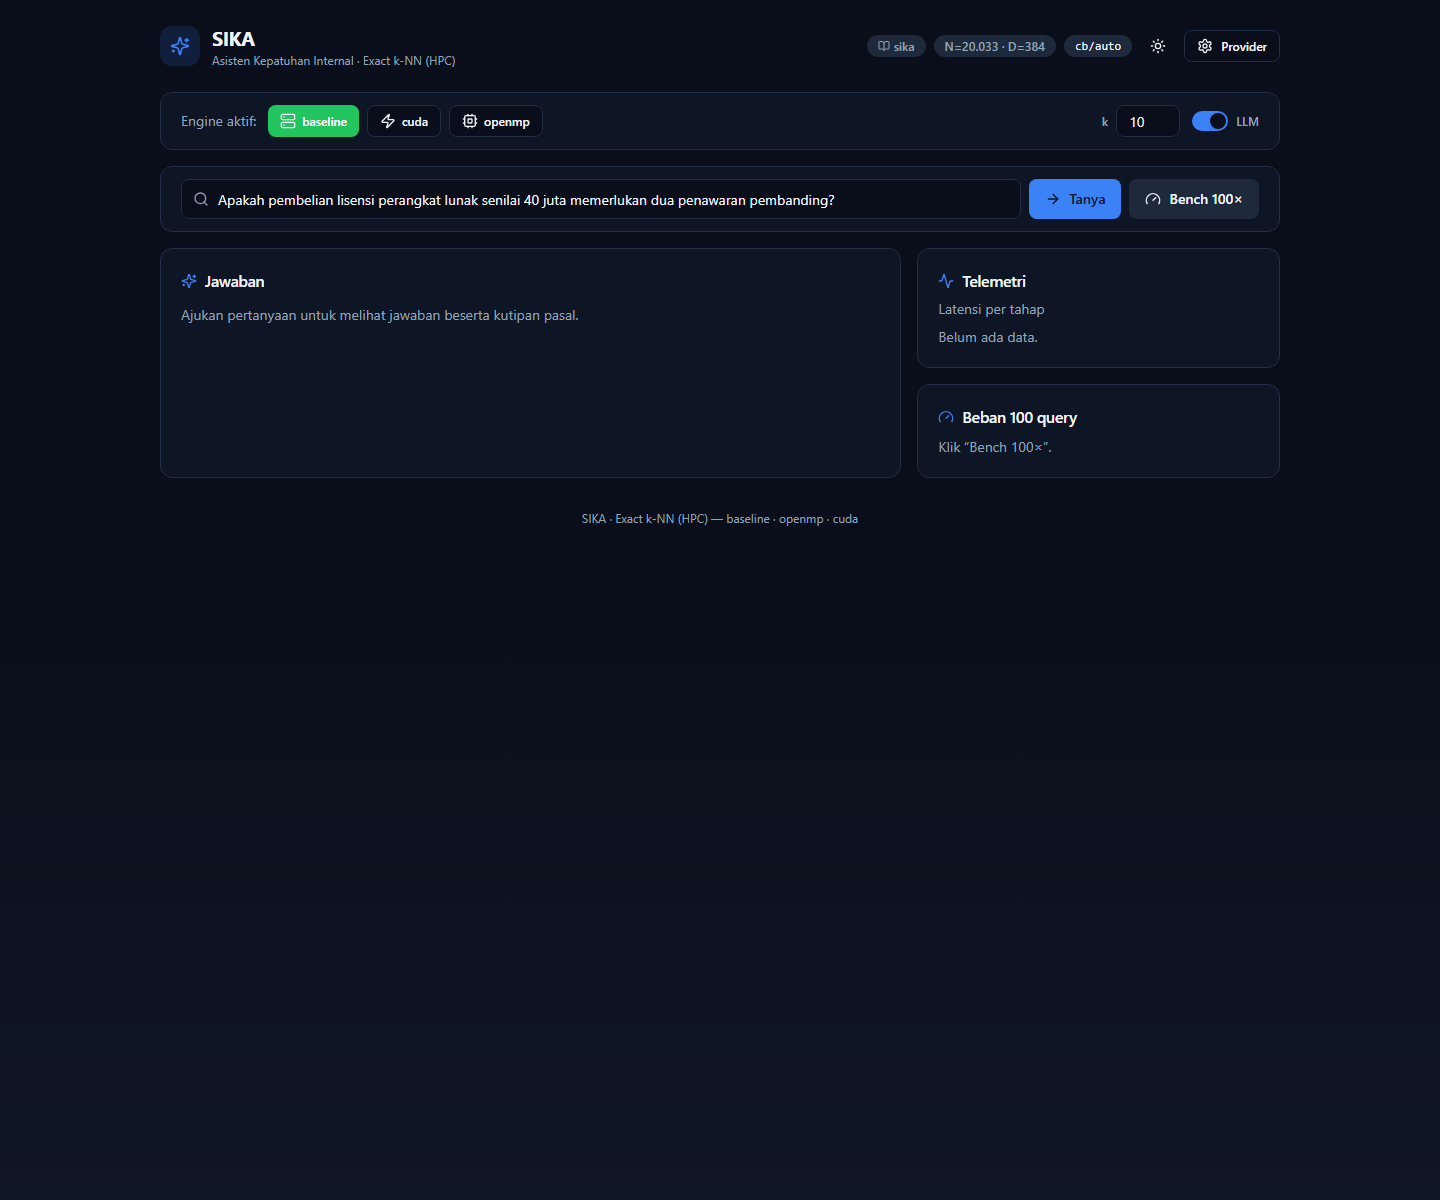 SIKA
Asisten Kepatuhan Internal · Exact k-NN (HPC)
sika
N=20.033 · D=384
cb/auto
Provider
Engine aktif:
baseline
cuda
openmp
k
10
LLM
Apakah pembelian lisensi perangkat lunak senilai 40 juta memerlukan dua penawaran pembanding?
Tanya
Bench 100×
Jawaban
Ajukan pertanyaan untuk melihat jawaban beserta kutipan pasal.
Telemetri
Latensi per tahap
Belum ada data.
Beban 100 query
Klik “Bench 100×”.
SIKA · Exact k-NN (HPC) — baseline · openmp · cuda